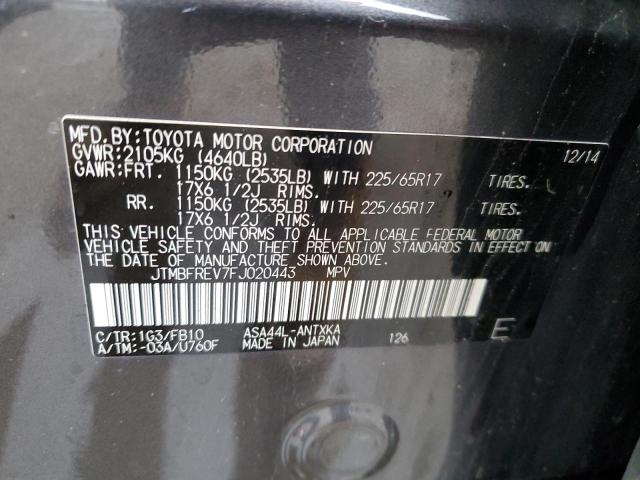 MFD. BY: TOYOTA MOTOR CORPORATION 12/14
GVWR: 2105KG (4640LB)
GAWR: FRT. 1150KG (2535LB) WITH 225/65R17 TIRES.
17X6 1/2J RIMS.
RR. 1150KG (2535LB) WITH 225/65R17 TIRES.
17X6 1/2J RIMS.
THIS VEHICLE CONFORMS TO ALL APPLICABLE FEDERAL MOTOR
VEHICLE SAFETY AND THEFT PREVENTION STANDARDS IN EFFECT ON
THE DATE OF MANUFACTURE SHOWN ABOVE.
JTMBFREV7FJ020443 MPV
C/TR: 1G3/FB10 ASA44L-ANTXKA 126 E
A/TM: -03A/U760F MADE IN JAPAN